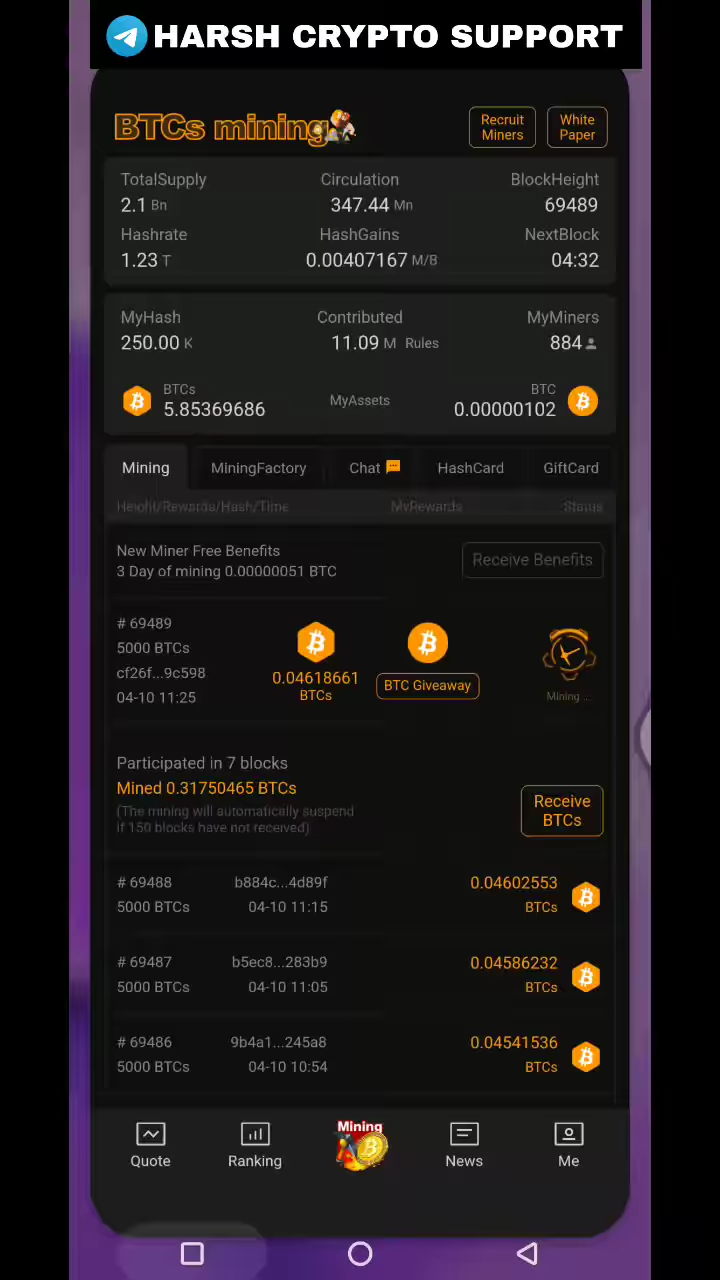 HARSH CRYPTO SUPPORT
BTCs mining
Recruit Miners
White Paper
TotalSupply Circulation BlockHeight
2.1 Bn 347.44 Mn 69489
Hashrate HashGains NextBlock
1.23 T 0.00407167 M/B 04:32
MyHash Contributed MyMiners
250.00 K 11.09 M Rules 884
BTCs MyAssets BTC
5.85369686 0.00000102
Mining MiningFactory Chat HashCard GiftCard
Height/Rewards/Hash/Time MyRewards Status
New Miner Free Benefits
3 Day of mining 0.00000051 BTC
Receive Benefits
# 69489
5000 BTCs
cf26f...9c598
04-10 11:25
0.04618661
BTCs
BTC Giveaway
Mining ...
Participated in 7 blocks
Mined 0.31750465 BTCs
(The mining will automatically suspend
if 150 blocks have not received)
Receive
BTCs
# 69488 b884c...4d89f 0.04602553
5000 BTCs 04-10 11:15 BTCs
# 69487 b5ec8...283b9 0.04586232
5000 BTCs 04-10 11:05 BTCs
# 69486 9b4a1...245a8 0.04541536
5000 BTCs 04-10 10:54 BTCs
Mining
Quote Ranking News Me